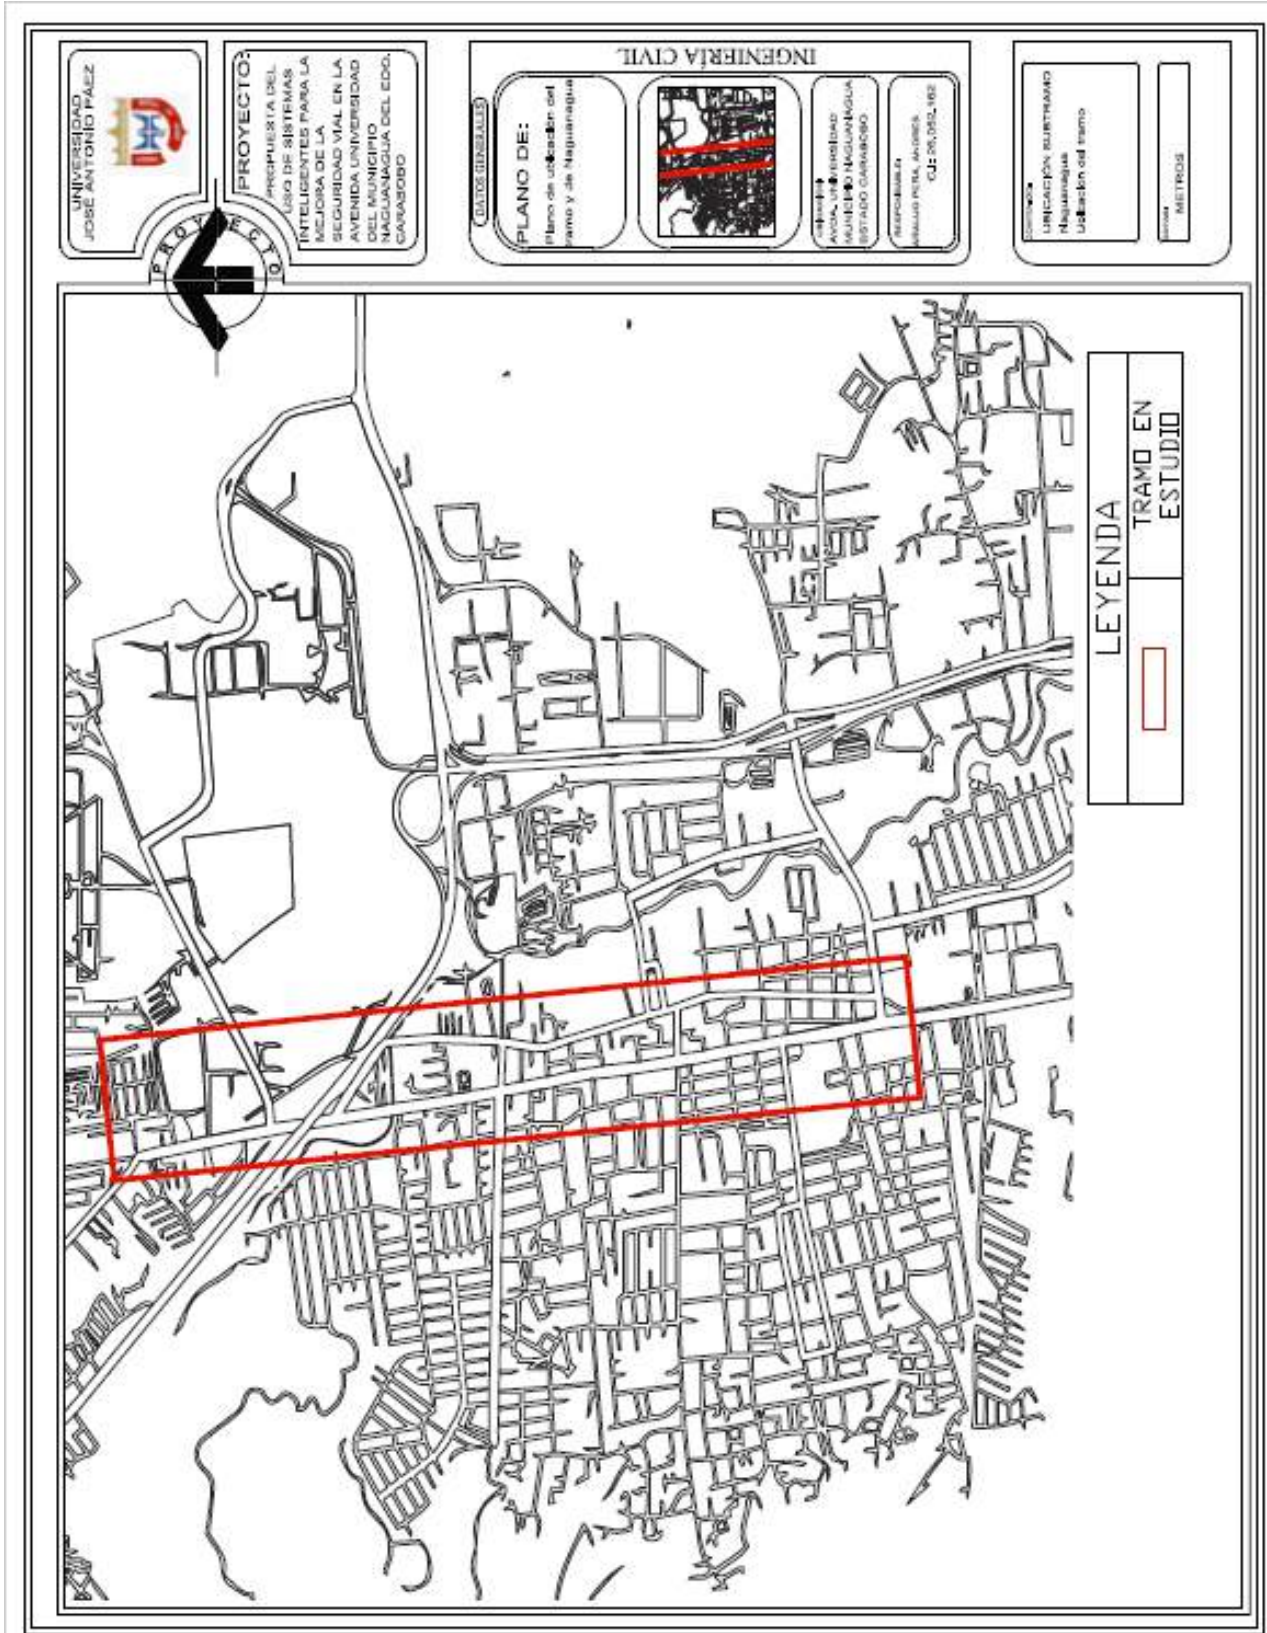 UNIVERSIDAD
JOSÉ ANTONIO PÁEZ
PROYECTO
PROYECTO:
PROPUESTA DEL
USO DE SISTEMAS
INTELIGENTES PARA LA
MEJORA DE LA
SEGURIDAD VIAL EN LA
AVENIDA UNIVERSIDAD
DEL MUNICIPIO
NAGUANAGUA DEL EDO.
CARABOBO
DATOS GENERALES
PLANO DE:
Plano de ubicación del
tramo y de Naguanagua
INGENIERÍA CIVIL
AVDA. UNIVERSIDAD
MUNICIPIO NAGUANAGUA
ESTADO CARABOBO
RESPONSABLE:
ANDRES
UBICACIÓN SUBTRAMO
Naguanagua
Ubicación del tramo
METROS
LEYENDA
TRAMO EN
ESTUDIO